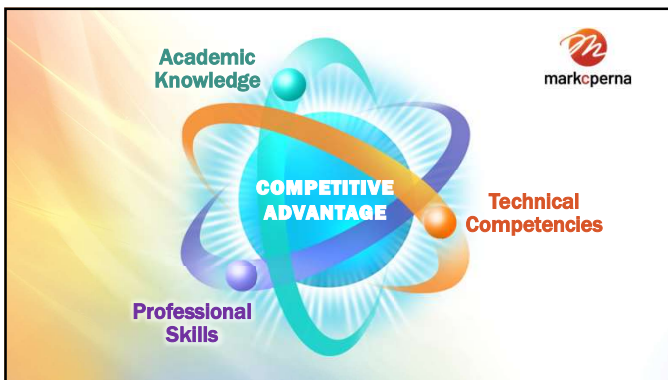 Academic
Knowledge
markcperna
COMPETITIVE
ADVANTAGE
Technical
Competencies
Professional
Skills